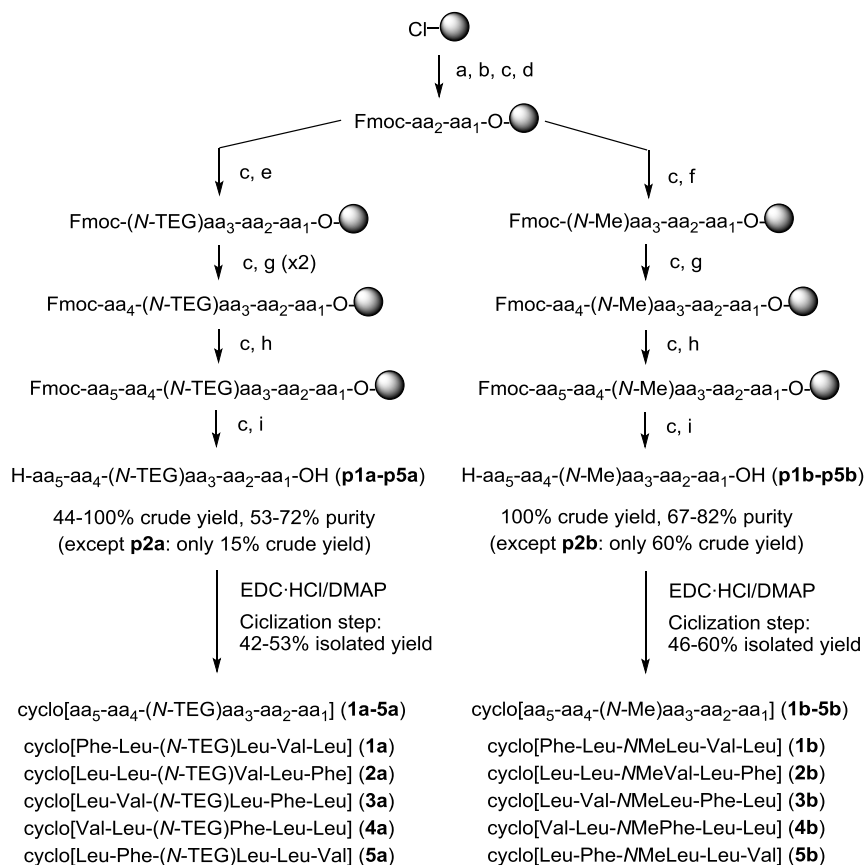 Cl
a, b, c, d
Fmoc-aa2-aa1-O
c, e
c, f
Fmoc-(N-TEG)aa3-aa2-aa1-O
Fmoc-(N-Me)aa3-aa2-aa1-O
c, g (x2)
c, g
Fmoc-aa4-(N-TEG)aa3-aa2-aa1-O
Fmoc-aa4-(N-Me)aa3-aa2-aa1-O
c, h
c, h
Fmoc-aa5-aa4-(N-TEG)aa3-aa2-aa1-O
Fmoc-aa5-aa4-(N-Me)aa3-aa2-aa1-O
c, i
c, i
H-aa5-aa4-(N-TEG)aa3-aa2-aa1-OH (p1a-p5a)
H-aa5-aa4-(N-Me)aa3-aa2-aa1-OH (p1b-p5b)
44-100% crude yield, 53-72% purity
(except p2a: only 15% crude yield)
100% crude yield, 67-82% purity
(except p2b: only 60% crude yield)
EDC·HCl/DMAP
Ciclization step:
42-53% isolated yield
EDC·HCl/DMAP
Ciclization step:
46-60% isolated yield
cyclo[aa5-aa4-(N-TEG)aa3-aa2-aa1] (1a-5a)
cyclo[Phe-Leu-(N-TEG)Leu-Val-Leu] (1a)
cyclo[Leu-Leu-(N-TEG)Val-Leu-Phe] (2a)
cyclo[Leu-Val-(N-TEG)Leu-Phe-Leu] (3a)
cyclo[Val-Leu-(N-TEG)Phe-Leu-Leu] (4a)
cyclo[Leu-Phe-(N-TEG)Leu-Leu-Val] (5a)
cyclo[aa5-aa4-(N-Me)aa3-aa2-aa1] (1b-5b)
cyclo[Phe-Leu-NMeLeu-Val-Leu] (1b)
cyclo[Leu-Leu-NMeVal-Leu-Phe] (2b)
cyclo[Leu-Val-NMeLeu-Phe-Leu] (3b)
cyclo[Val-Leu-NMePhe-Leu-Leu] (4b)
cyclo[Leu-Phe-NMeLeu-Leu-Val] (5b)